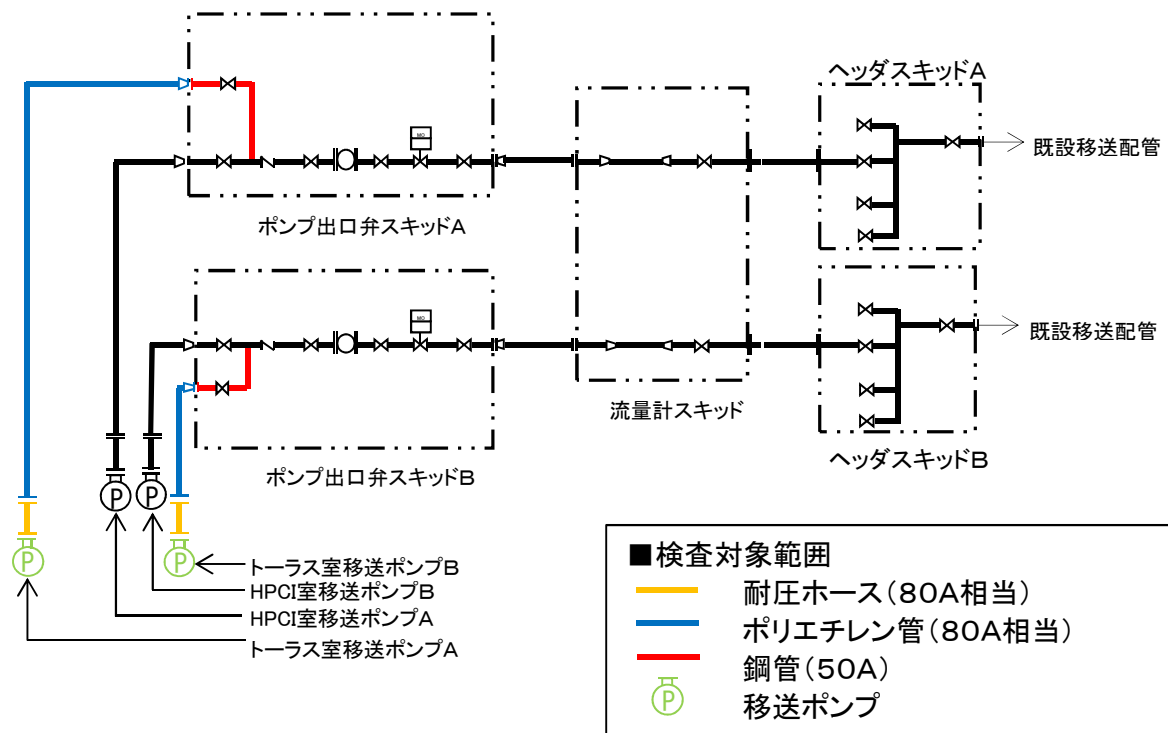 ヘッダスキッドA
MO
既設移送配管
ポンプ出口弁スキッドA
MO
既設移送配管
流量計スキッド
ヘッダスキッドB
ポンプ出口弁スキッドB
P
P
P
P
トーラス室移送ポンプB
HPCI室移送ポンプB
HPCI室移送ポンプA
トーラス室移送ポンプA
■検査対象範囲
耐圧ホース(80A相当)
ポリエチレン管(80A相当)
鋼管(50A)
P 移送ポンプ